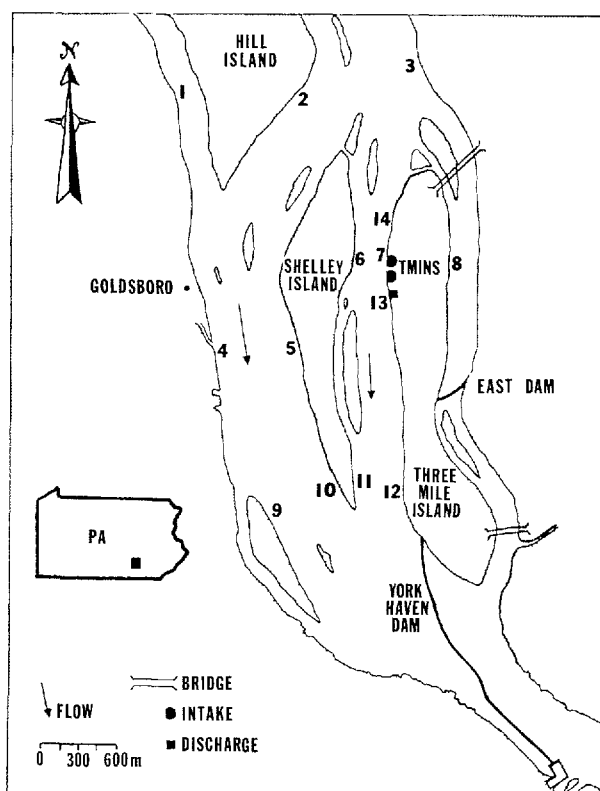 N
HILL
ISLAND
1
2
3
14
7
TMINS
8
6
SHELLEY
ISLAND
13
GOLDSBORO
4
5
EAST DAM
10
11
12
THREE
MILE
ISLAND
9
PA
YORK
HAVEN
DAM
FLOW
BRIDGE
INTAKE
DISCHARGE
0 300 600m